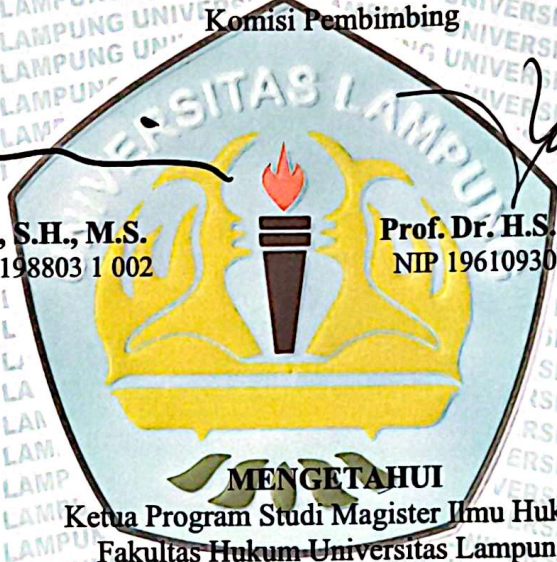 Komisi Pembimbing
UNIVERSITAS LAMPUNG
, S.H., M.S.
198803 1 002
Prof. Dr. H.S.
NIP 19610930
MENGETAHUI
Ketua Program Studi Magister Ilmu Huk
Fakultas Hukum Universitas Lampun